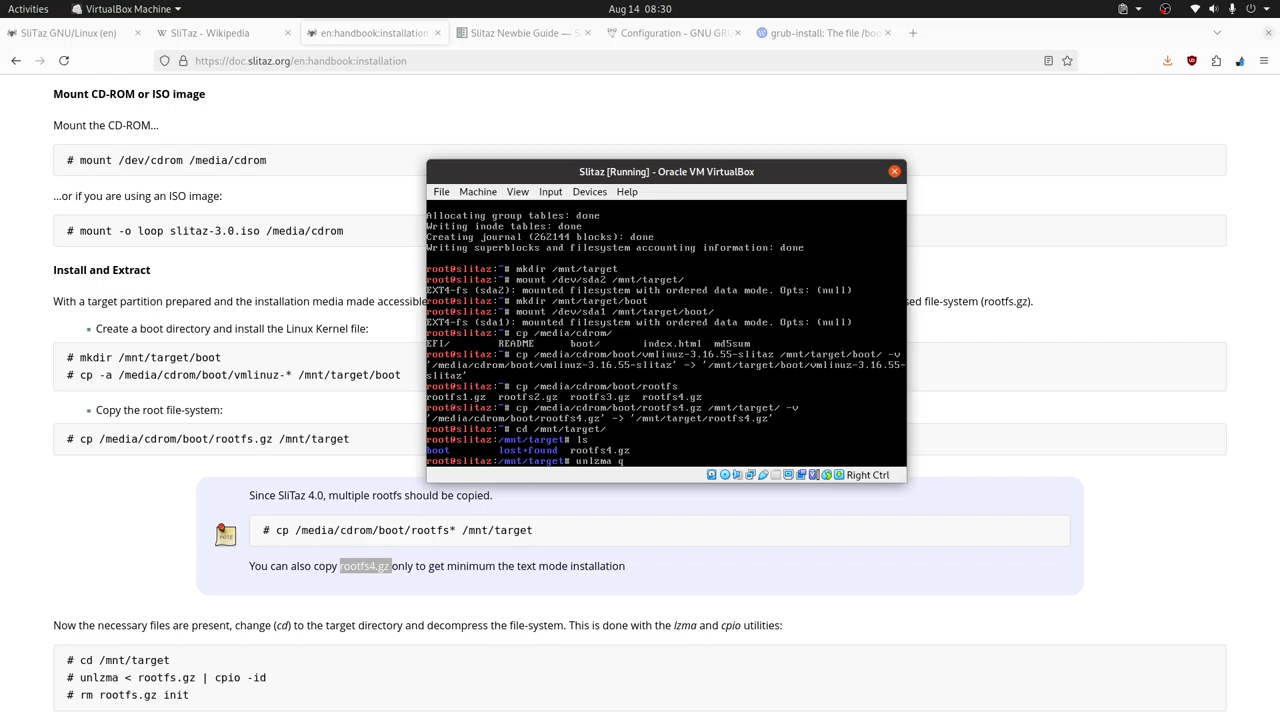 Activities
VirtualBox Machine
Aug 14 08:30
SliTaz GNU/Linux (en)
SliTaz - Wikipedia
en:handbook:installation
Slitaz Newbie Guide — S
Configuration - GNU GRU
grub-install: The file /boo
https://doc.slitaz.org/en:handbook:installation
Mount CD-ROM or ISO image
Mount the CD-ROM...
# mount /dev/cdrom /media/cdrom
...or if you are using an ISO image:
# mount -o loop slitaz-3.0.iso /media/cdrom
Install and Extract
With a target partition prepared and the installation media made accessible
sed file-system (rootfs.gz).
Create a boot directory and install the Linux Kernel file:
# mkdir /mnt/target/boot
# cp -a /media/cdrom/boot/vmlinuz-* /mnt/target/boot
Copy the root file-system:
# cp /media/cdrom/boot/rootfs.gz /mnt/target
Slitaz [Running] - Oracle VM VirtualBox
File Machine View Input Devices Help
Allocating group tables: done
Writing inode tables: done
Creating journal (262144 blocks): done
Writing superblocks and filesystem accounting information: done
root@slitaz:~# mkdir /mnt/target
root@slitaz:~# mount /dev/sda2 /mnt/target/
EXT4-fs (sda2): mounted filesystem with ordered data mode. Opts: (null)
root@slitaz:~# mkdir /mnt/target/boot
root@slitaz:~# mount /dev/sda1 /mnt/target/boot/
EXT4-fs (sda1): mounted filesystem with ordered data mode. Opts: (null)
root@slitaz:~# cp /media/cdrom/
EFI/ README boot/ index.html md5sum
root@slitaz:~# cp /media/cdrom/boot/vmlinuz-3.16.55-slitaz /mnt/target/boot/ -v
'/media/cdrom/boot/vmlinuz-3.16.55-slitaz' -> '/mnt/target/boot/vmlinuz-3.16.55-
slitaz'
root@slitaz:~# cp /media/cdrom/boot/rootfs
rootfs1.gz rootfs2.gz rootfs3.gz rootfs4.gz
root@slitaz:~# cp /media/cdrom/boot/rootfs4.gz /mnt/target/ -v
'/media/cdrom/boot/rootfs4.gz' -> '/mnt/target/rootfs4.gz'
root@slitaz:~# cd /mnt/target/
root@slitaz:/mnt/target# ls
boot lost+found rootfs4.gz
root@slitaz:/mnt/target# unlzma q
Right Ctrl
Since SliTaz 4.0, multiple rootfs should be copied.
note
# cp /media/cdrom/boot/rootfs* /mnt/target
You can also copy rootfs4.gz only to get minimum the text mode installation
Now the necessary files are present, change (cd) to the target directory and decompress the file-system. This is done with the lzma and cpio utilities:
# cd /mnt/target
# unlzma < rootfs.gz | cpio -id
# rm rootfs.gz init